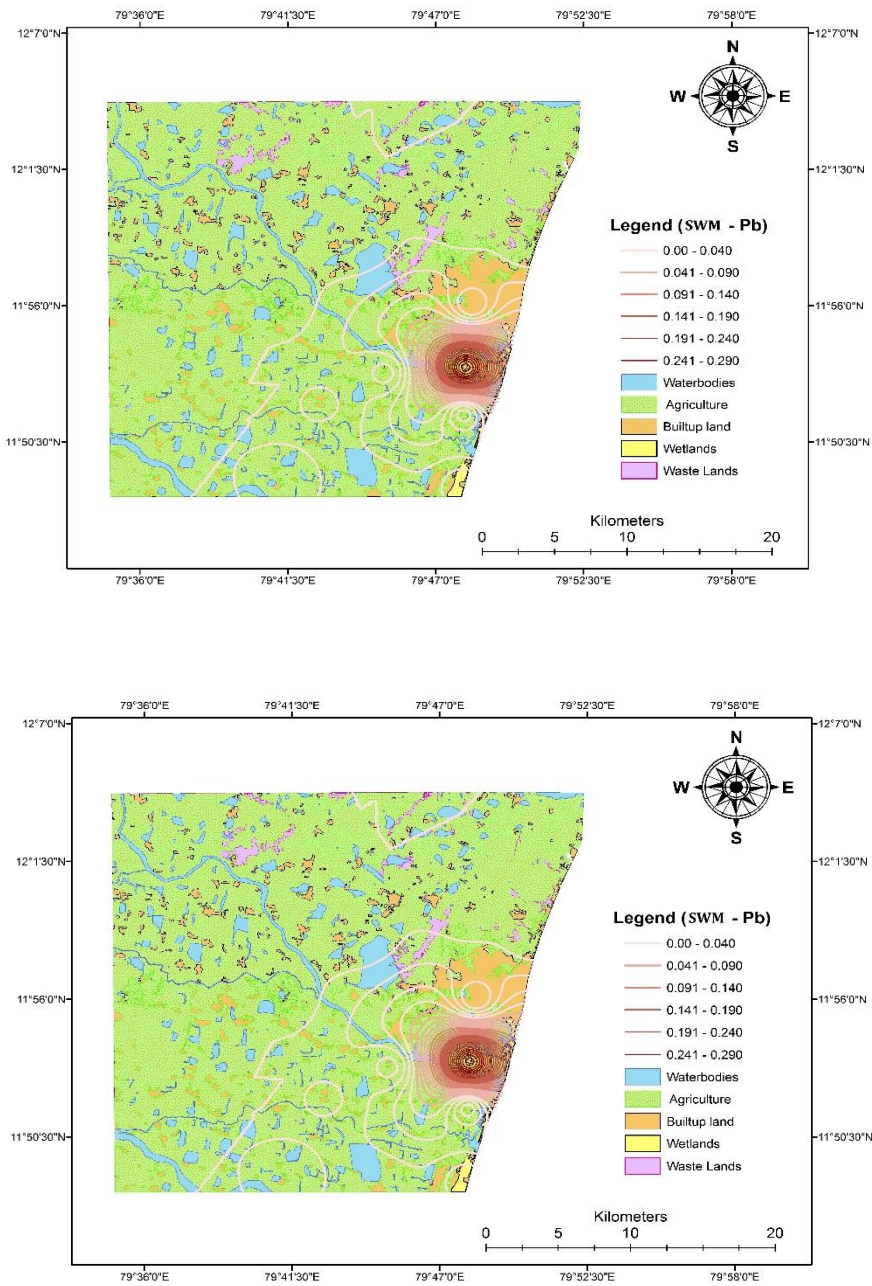 79°36'0"E 79°41'30"E 79°47'0"E 79°52'30"E 79°58'0"E
12°7'0"N 12°7'0"N
N
W E
S
12°1'30"N 12°1'30"N
Legend (SWM - Pb)
0.00 - 0.040
0.041 - 0.090
0.091 - 0.140
11°56'0"N 11°56'0"N
0.141 - 0.190
0.191 - 0.240
0.241 - 0.290
Waterbodies
Agriculture
Builtup land
11°50'30"N 11°50'30"N
Wetlands
Waste Lands
Kilometers
0 5 10 20
79°36'0"E 79°41'30"E 79°47'0"E 79°52'30"E 79°58'0"E
79°36'0"E 79°41'30"E 79°47'0"E 79°52'30"E 79°58'0"E
12°7'0"N 12°7'0"N
N
W E
S
12°1'30"N 12°1'30"N
Legend (SWM - Pb)
0.00 - 0.040
0.041 - 0.090
0.091 - 0.140
11°56'0"N 11°56'0"N
0.141 - 0.190
0.191 - 0.240
0.241 - 0.290
Waterbodies
Agriculture
Builtup land
11°50'30"N 11°50'30"N
Wetlands
Waste Lands
Kilometers
0 5 10 20
79°36'0"E 79°41'30"E 79°47'0"E 79°52'30"E 79°58'0"E